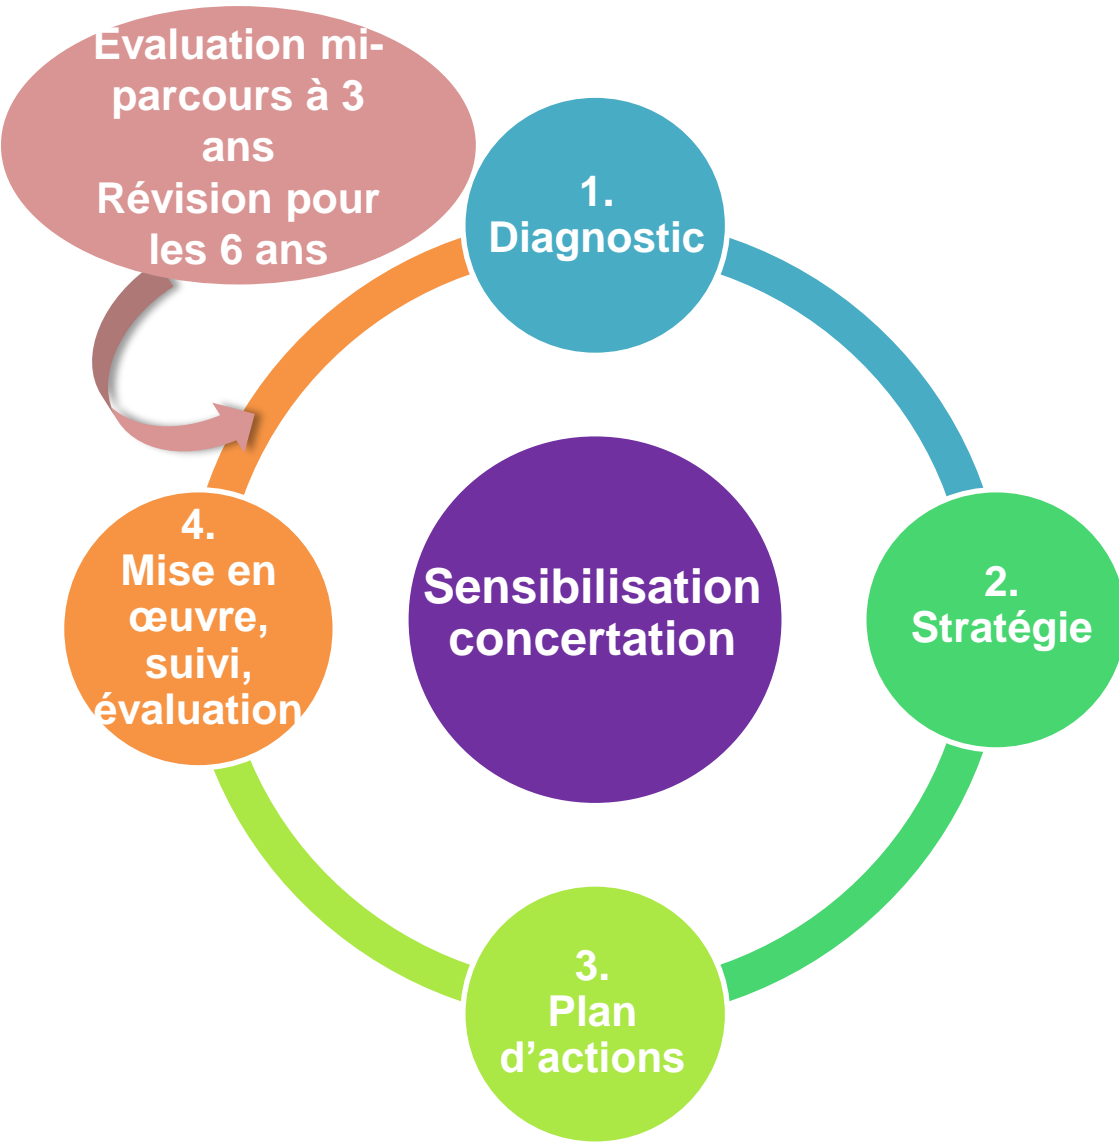 Evaluation mi-
parcours à 3
ans
Révision pour
les 6 ans
1.
Diagnostic
2.
Stratégie
3.
Plan
d’actions
4.
Mise en
œuvre,
suivi,
évaluation
Sensibilisation
concertation